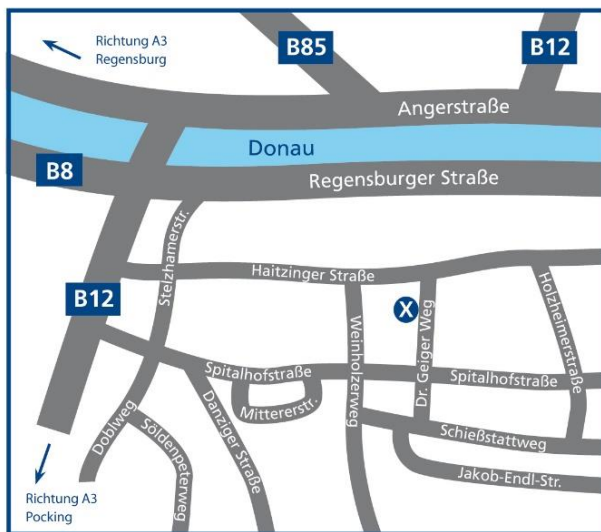 Richtung A3
Regensburg
B85
B12
Angerstraße
Donau
B8
Regensburger Straße
Stelzhamerstr.
Haitzinger Straße
B12
X
Dr. Geiger Weg
Holzheimerstraße
Weinholzerweg
Spitalhofstraße
Spitalhofstraße
Mittererstr.
Danziger Straße
Doblweg
Söldenpeterweg
Schießstattweg
Jakob-Endl-Str.
Richtung A3
Pocking